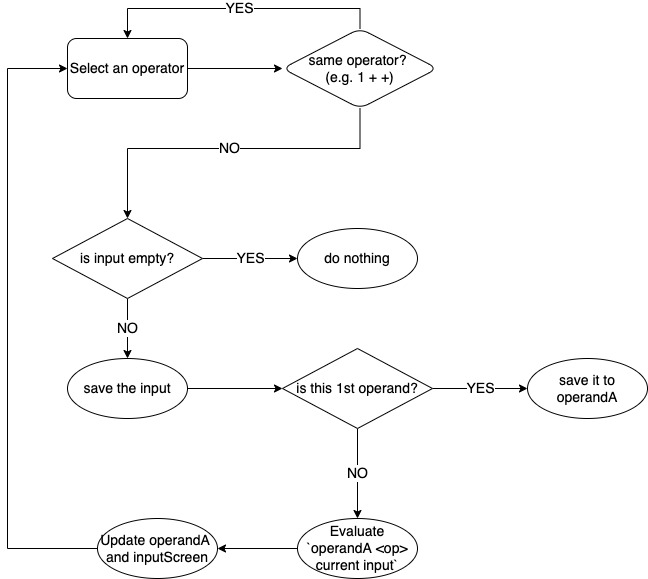 YES
Select an operator
same operator?
(e.g. 1 + +)
NO
is input empty?
YES
do nothing
NO
save the input
is this 1st operand?
YES
save it to
operandA
NO
Update operandA
and inputScreen
Evaluate
`operandA <op>
current input`